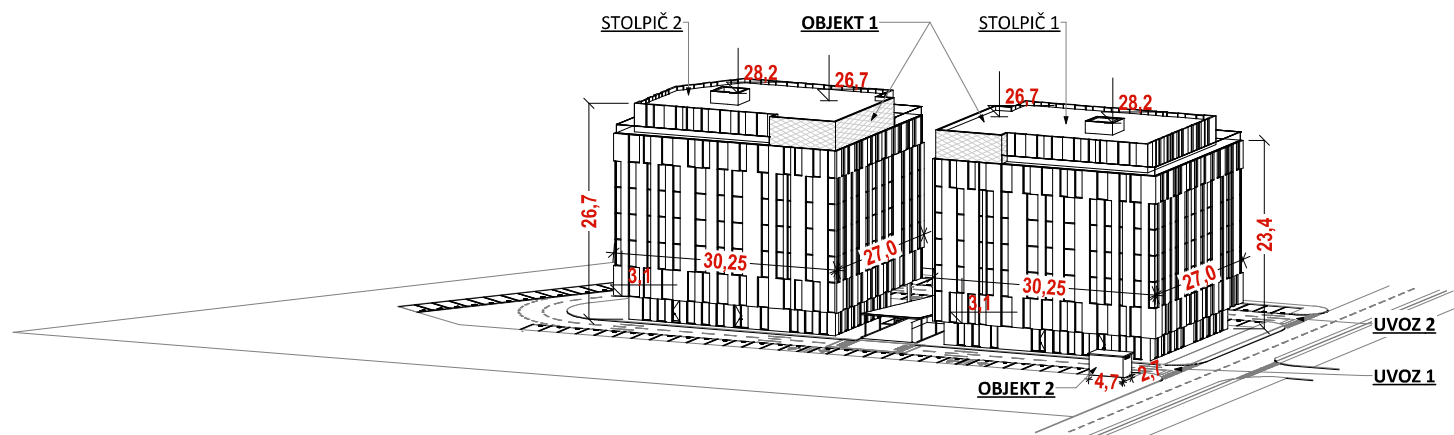 STOLPIČ 2
OBJEKT 1
STOLPIČ 1
28,2
26,7
26,7
28,2
26,7
23,4
30,25
27,0
30,25
27,0
3,1
3,1
UVOZ 2
UVOZ 1
OBJEKT 2
4,7
2,7